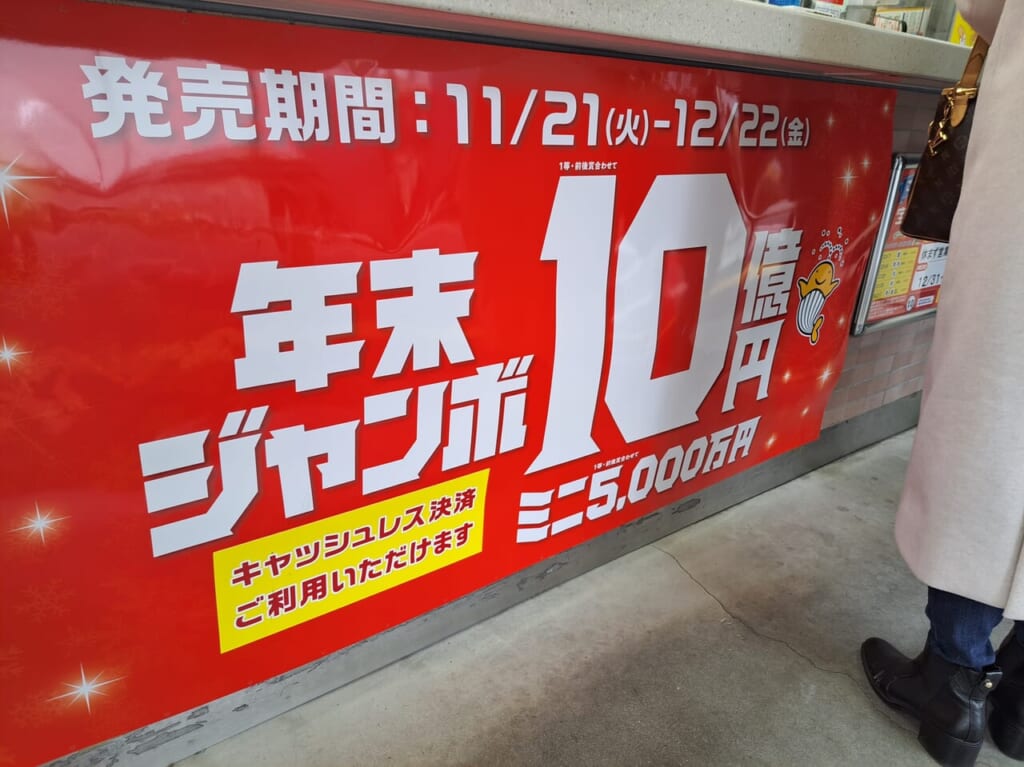 発売期間：11/21(火)-12/22(金)
1等・前後賞合わせて
年末
ジャンボ
10億円
1等・前後賞合わせて
ミニ5,000万円
キャッシュレス決済
ご利用いただけます
12/31